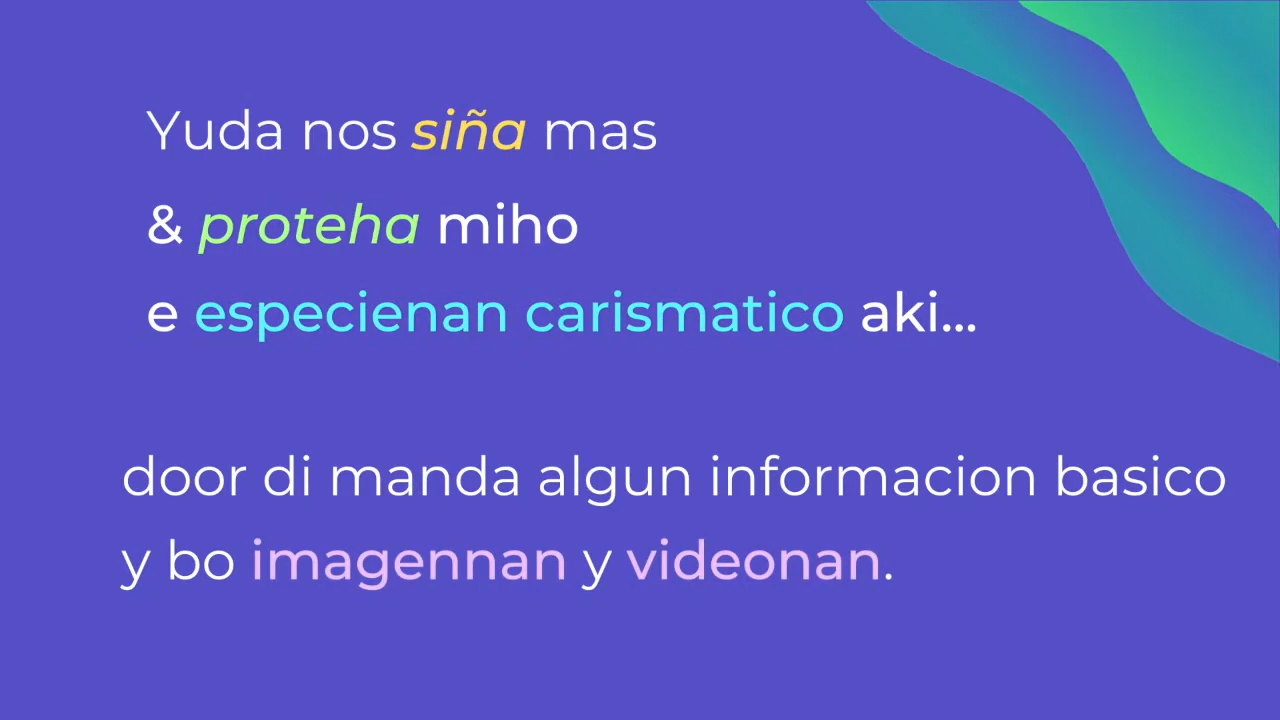 Yuda nos siña mas
& proteha miho
e especienan carismatico aki...
door di manda algun informacion basico
y bo imagennan y videonan.